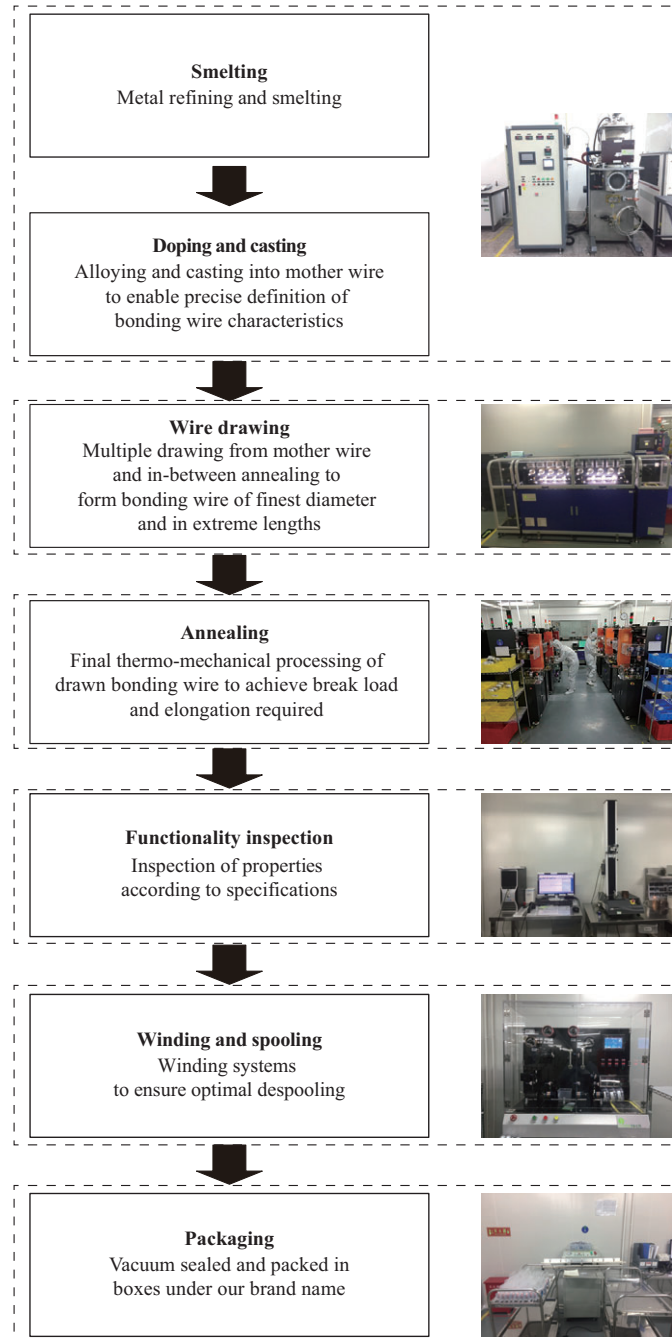 Smelting
Metal refining and smelting
Doping and casting
Alloying and casting into mother wire
to enable precise definition of
bonding wire characteristics
Wire drawing
Multiple drawing from mother wire
and in-between annealing to
form bonding wire of finest diameter
and in extreme lengths
Annealing
Final thermo-mechanical processing of
drawn bonding wire to achieve break load
and elongation required
Functionality inspection
Inspection of properties
according to specifications
Winding and spooling
Winding systems
to ensure optimal despooling
Packaging
Vacuum sealed and packed in
boxes under our brand name